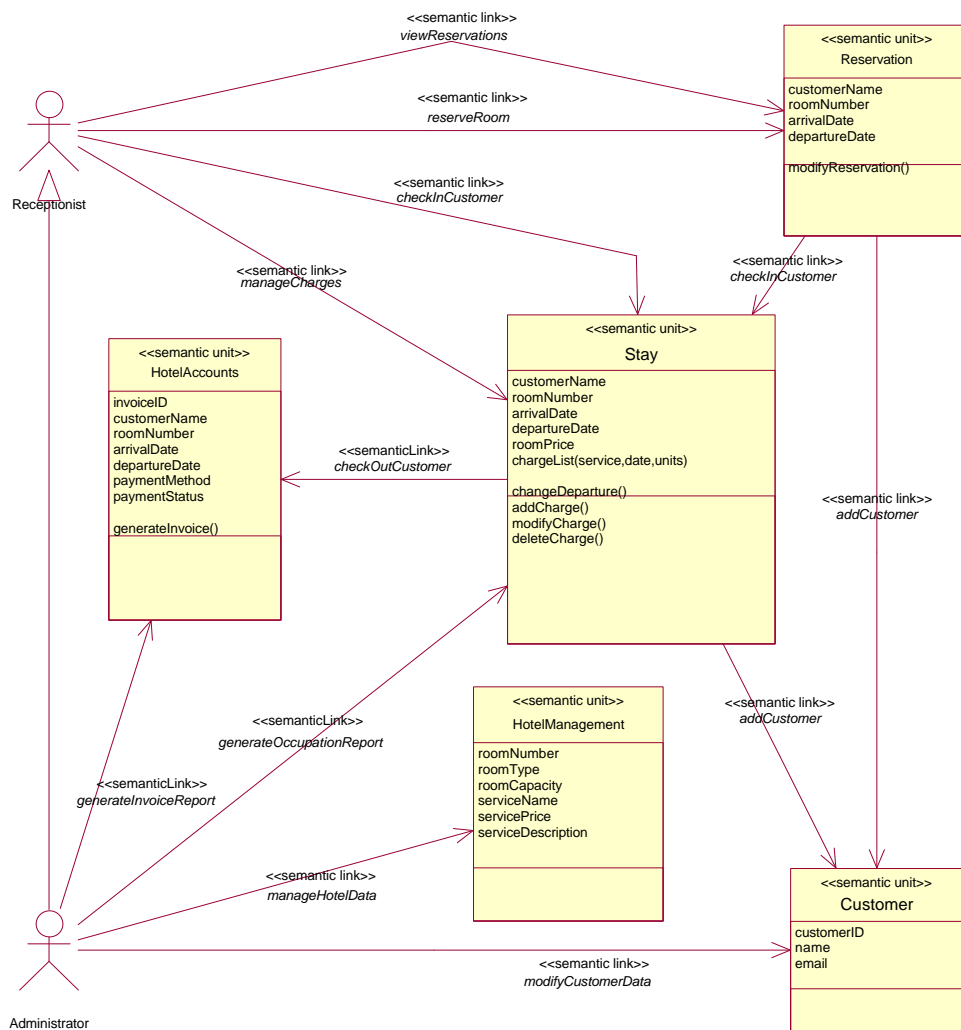 <<semantic link>>
viewReservations
<<semantic unit>>
Reservation
customerName
roomNumber
arrivalDate
departureDate
modifyReservation()
<<semantic link>>
reserveRoom
Receptionist
<<semantic link>>
checkInCustomer
<<semantic link>>
checkInCustomer
<<semantic link>>
manageCharges
<<semantic unit>>
Stay
customerName
roomNumber
arrivalDate
departureDate
roomPrice
chargeList(service,date,units)
changeDeparture()
addCharge()
modifyCharge()
deleteCharge()
<<semantic unit>>
HotelAccounts
invoiceID
customerName
roomNumber
arrivalDate
departureDate
paymentMethod
paymentStatus
generateInvoice()
<<semanticLink>>
checkOutCustomer
<<semantic link>>
addCustomer
<<semantic link>>
addCustomer
<<semanticLink>>
generateOccupationReport
<<semanticLink>>
generateInvoiceReport
<<semantic unit>>
HotelManagement
roomNumber
roomType
roomCapacity
serviceName
servicePrice
serviceDescription
<<semantic link>>
manageHotelData
<<semantic unit>>
Customer
customerID
name
email
<<semantic link>>
modifyCustomerData
Administrator